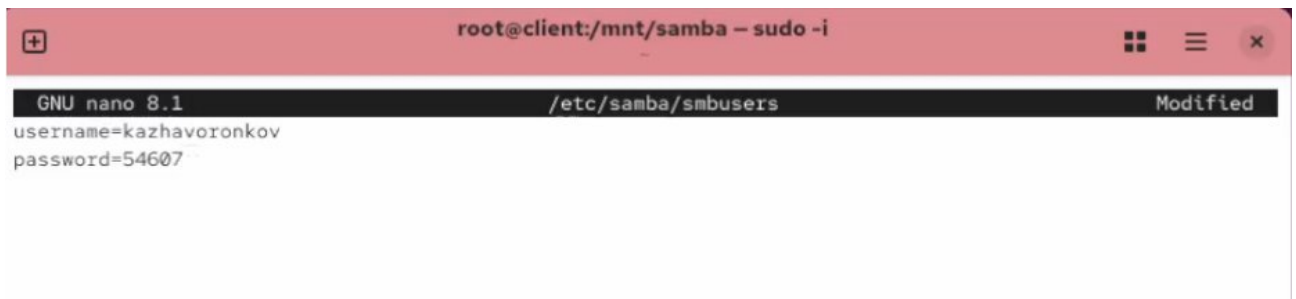 root@client:/mnt/samba — sudo -i
GNU nano 8.1 /etc/samba/smbusers Modified
username=kazhavoronkov
password=54607